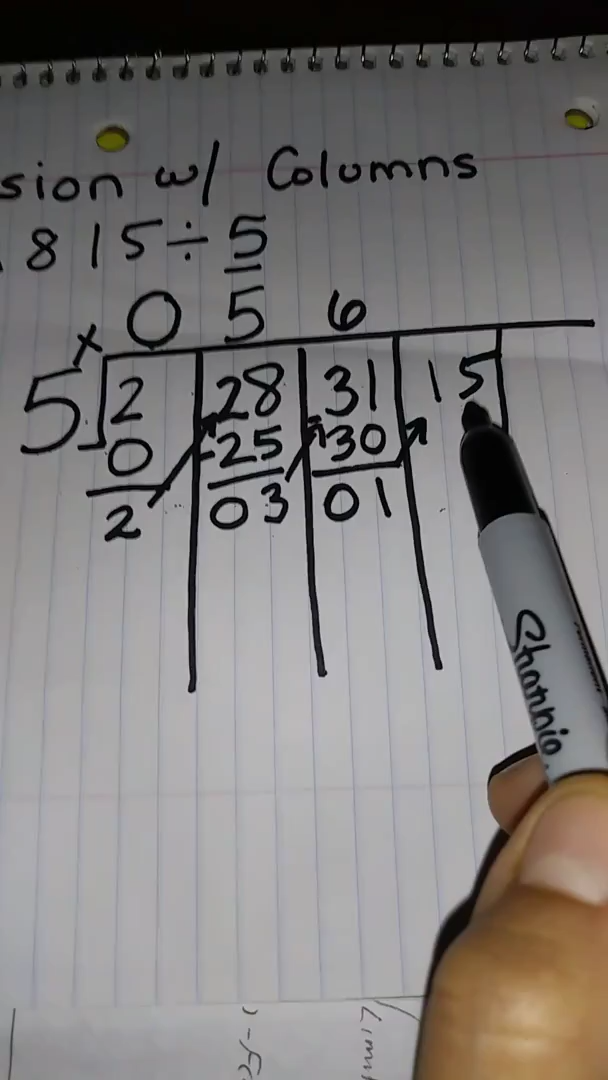 sion w/ Columns
815÷5
x 0 5 6
5 2 28 31 15
0 -25 -30
2 03 01
Sharpie